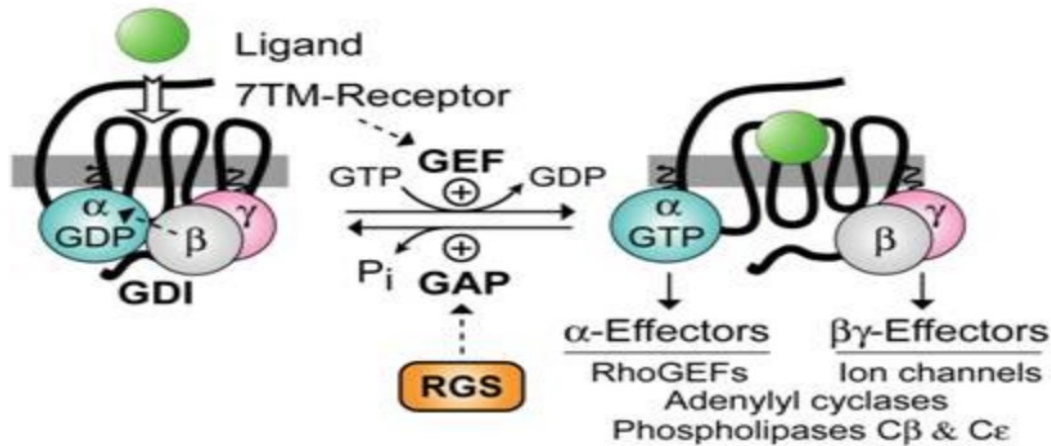 Ligand
7TM-Receptor
GEF
GTP
GDP
+
α
GDP
β
γ
GDI
+
Pi
GAP
RGS
α
GTP
β
γ
α-Effectors
βγ-Effectors
RhoGEFs
Ion channels
Adenylyl cyclases
Phospholipases Cβ & Cε